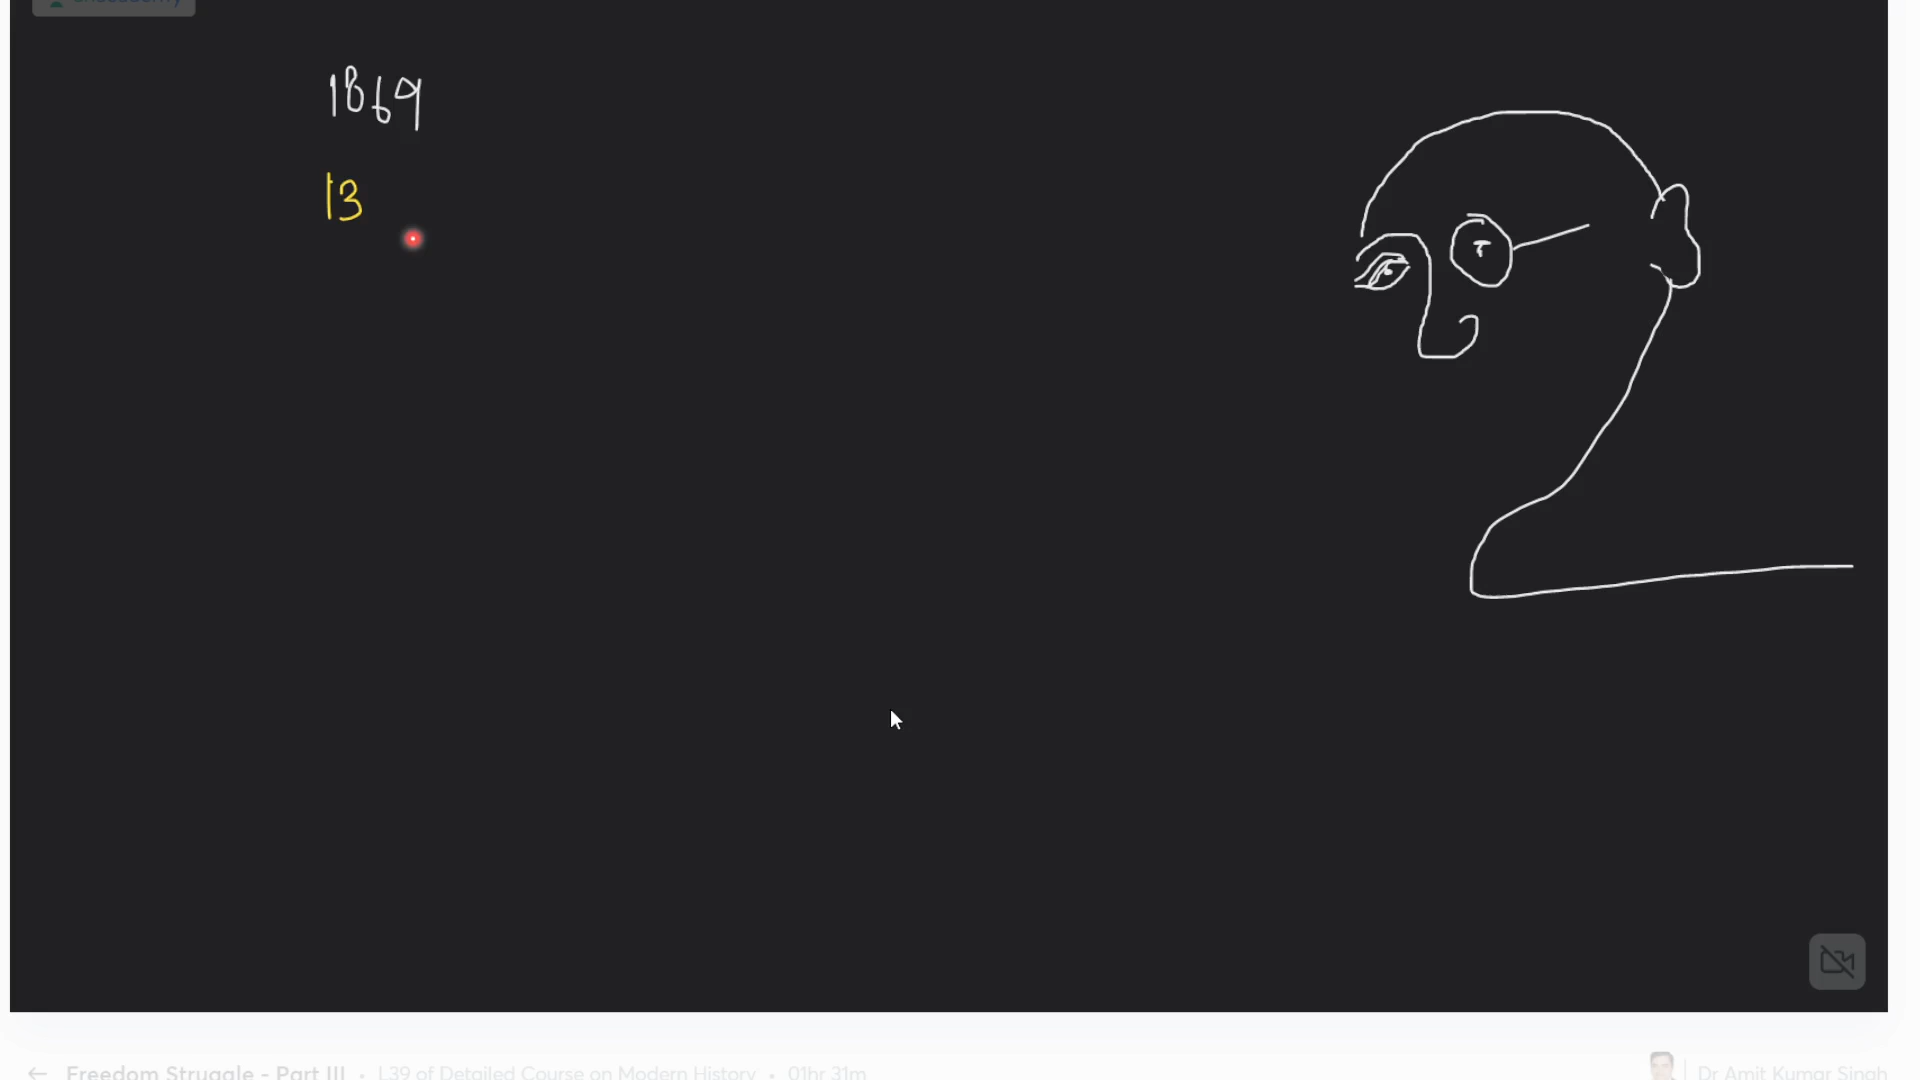 1869
13
← Freedom Struggle - Part III • L39 of Detailed Course on Modern History • 01hr 31m
Dr Amit Kumar Singh